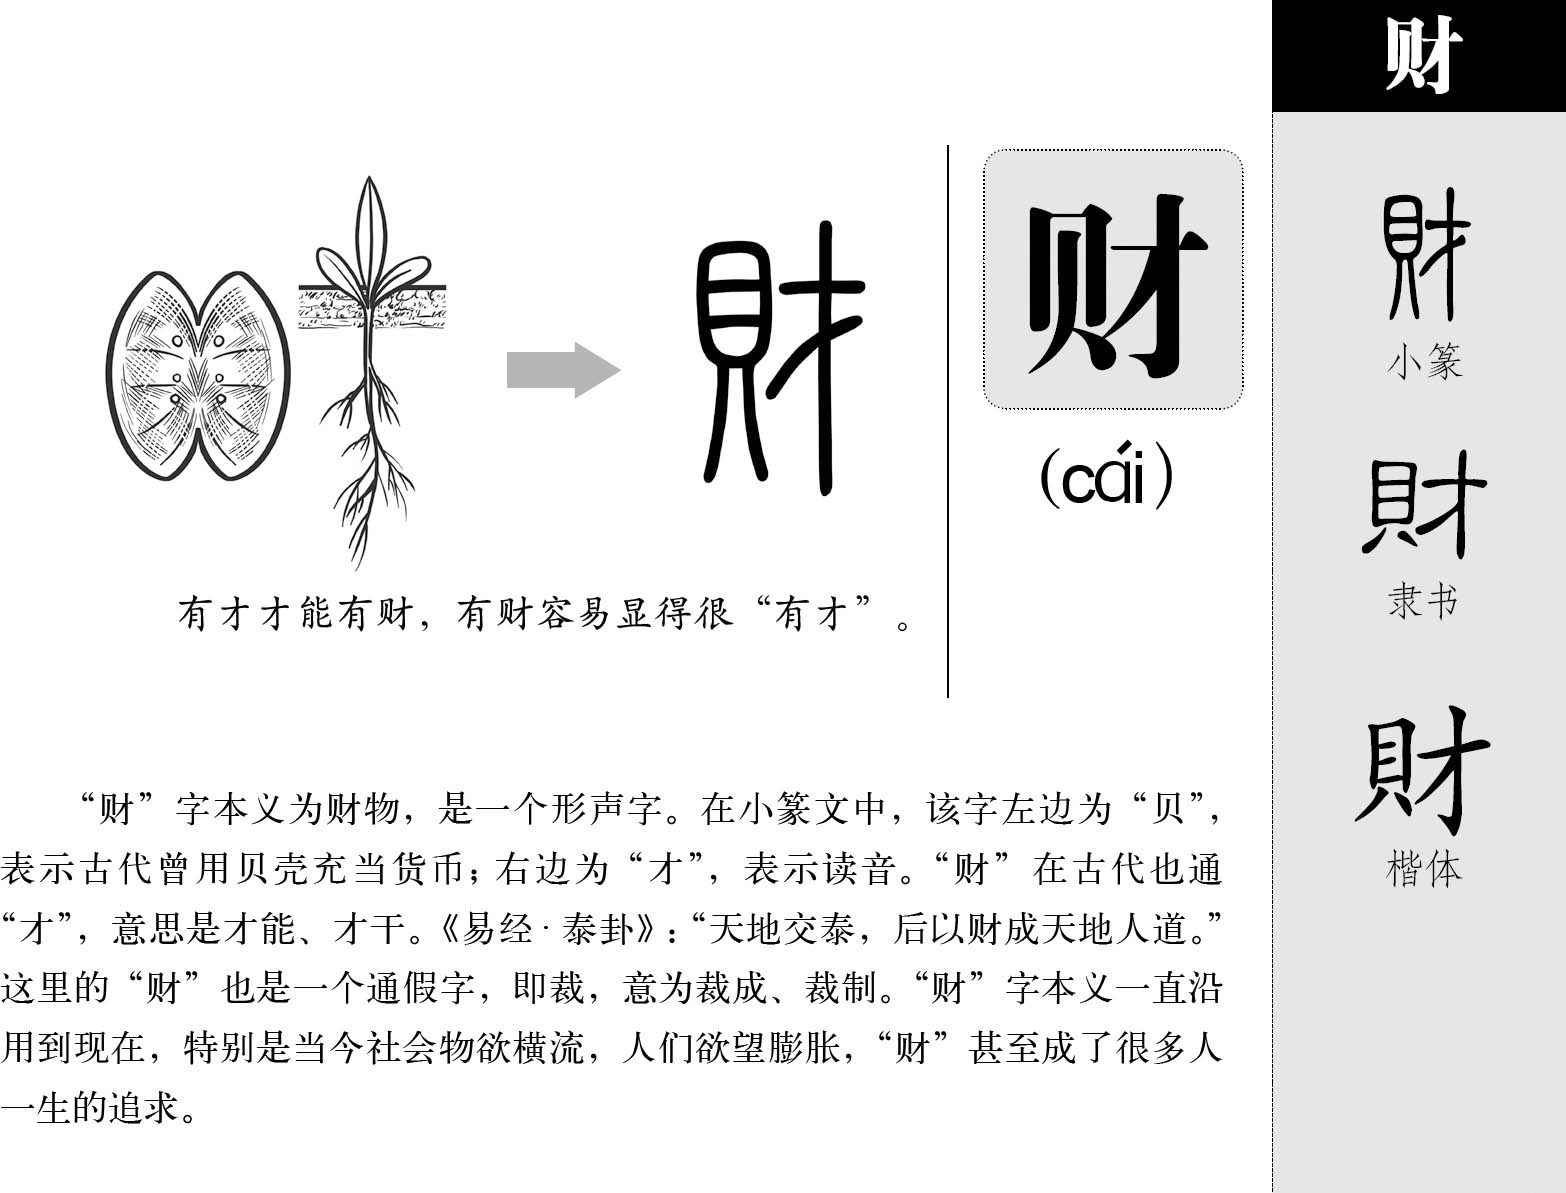 财
财
(cái)
財
有才才能有财，有财容易显得很“有才”。
財
小篆
財
隶书
財
楷体
“财”字本义为财物，是一个形声字。在小篆文中，该字左边为“贝”，
表示古代曾用贝壳充当货币；右边为“才”，表示读音。“财”在古代也通
“才”，意思是才能、才干。《易经·泰卦》：“天地交泰，后以财成天地人道。”
这里的“财”也是一个通假字，即裁，意为裁成、裁制。“财”字本义一直沿
用到现在，特别是当今社会物欲横流，人们欲望膨胀，“财”甚至成了很多人
一生的追求。